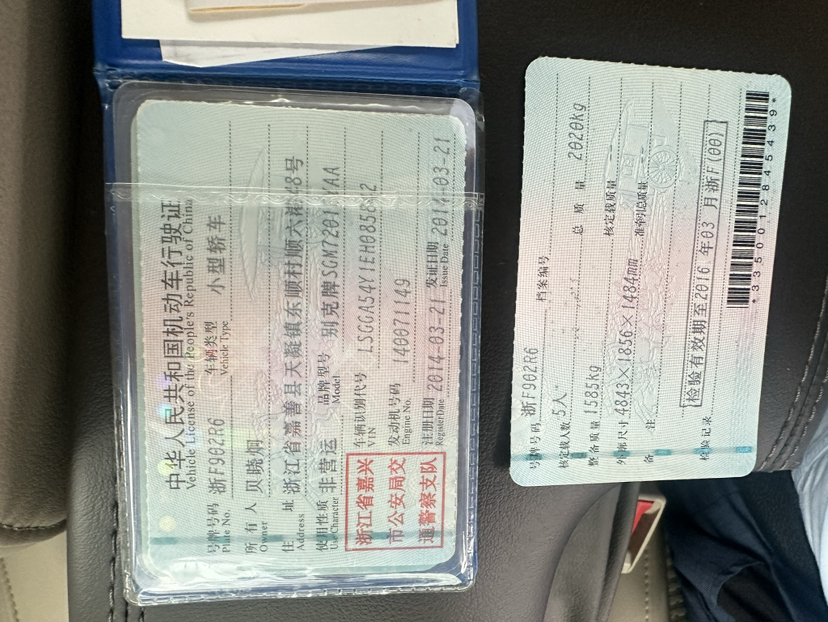 中华人民共和国机动车行驶证
Vehicle License of the People's Republic of China
号牌号码 浙F902R6 车辆类型 小型轿车
Plate No. Vehicle Type
所有人 贝晓炯
Owner
住址 浙江省嘉善县天凝镇东顺村顺六港 8号
Address
使用性质 非营运 品牌型号 别克牌SGM7201 AA
Use Character Model
浙江省嘉兴
市公安局交
通警察支队
车辆识别代号 LSGGA54Y1EH085
VIN
发动机号码 140071149
Engine No.
注册日期 2014-03-21 发证日期 2014-03-21
Register Date Issue Date
号牌号码 浙F902R6 档案编号
核定载人数 5人 总质量 2020kg
整备质量 1585kg 核定载质量
外廓尺寸 4843×1856×1484mm 准牵引总质量
备注
检验记录 检验有效期至2016年03月浙F(00)
*3350012845439*